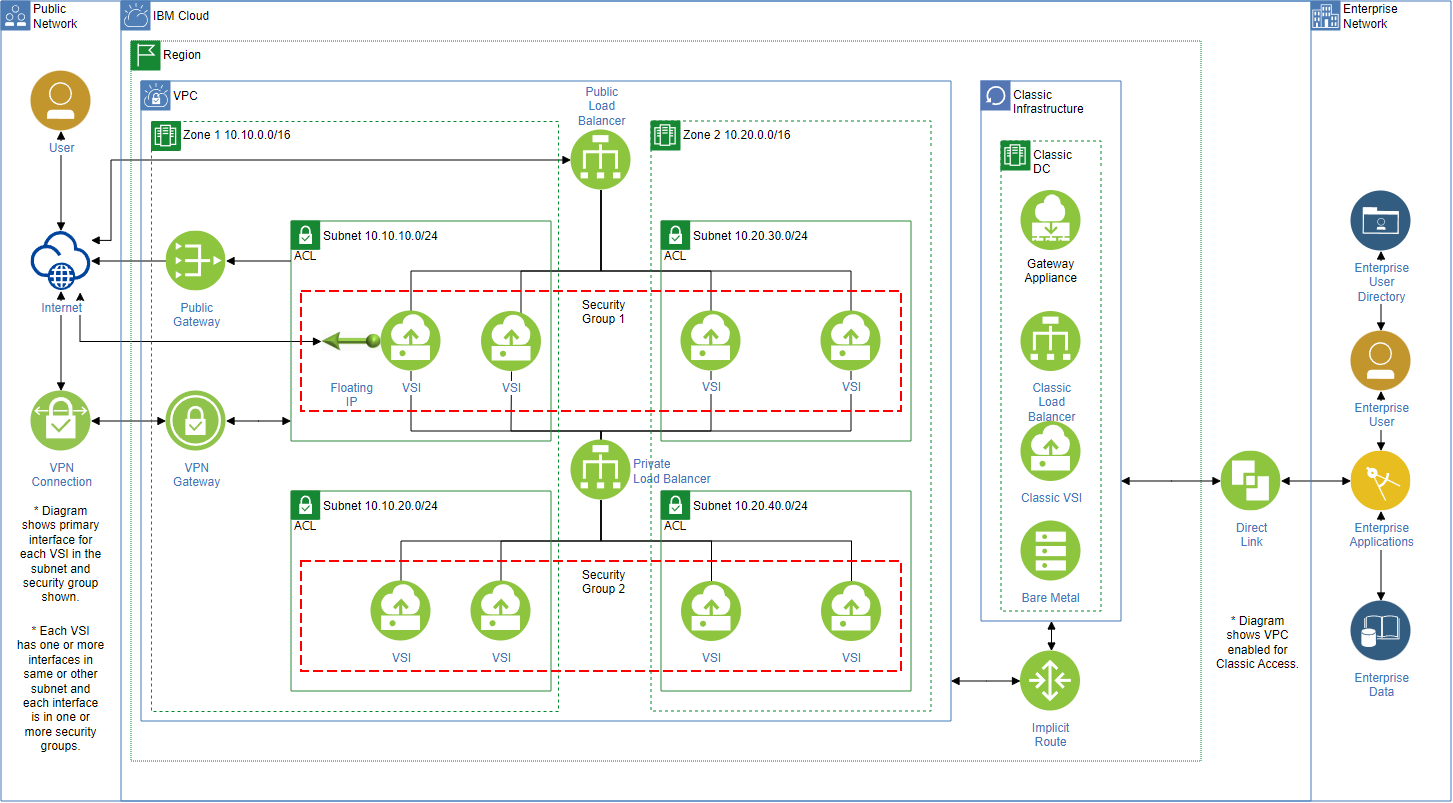 Public
Network
IBM Cloud
Enterprise
Network
Region
VPC
Public
Load
Balancer
Classic
Infrastructure
Zone 1 10.10.0.0/16
Zone 2 10.20.0.0/16
User
Classic
DC
Subnet 10.10.10.0/24
ACL
Subnet 10.20.30.0/24
ACL
Gateway
Appliance
Enterprise
User
Directory
Internet
Public
Gateway
Security
Group 1
Floating
IP
VSI
VSI
VSI
VSI
Classic
Load
Balancer
Enterprise
User
VPN
Connection
VPN
Gateway
Private
Load Balancer
Classic VSI
Subnet 10.10.20.0/24
ACL
Subnet 10.20.40.0/24
ACL
Direct
Link
Enterprise
Applications
* Diagram
shows primary
interface for
each VSI in the
subnet and
security group
shown.
Security
Group 2
Bare Metal
* Each VSI
has one or more
interfaces in
same or other
subnet and
each interface
is in one or
more security
groups.
VSI
VSI
VSI
VSI
* Diagram
shows VPC
enabled for
Classic Access.
Enterprise
Data
Implicit
Route